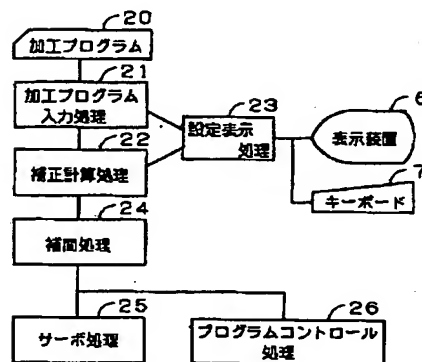 20
加工プログラム
21
加工プログラム
入力処理
22
補正計算処理
23
設定表示
処理
6
表示装置
7
キーボード
24
補間処理
25
サーボ処理
26
プログラムコントロール
処理